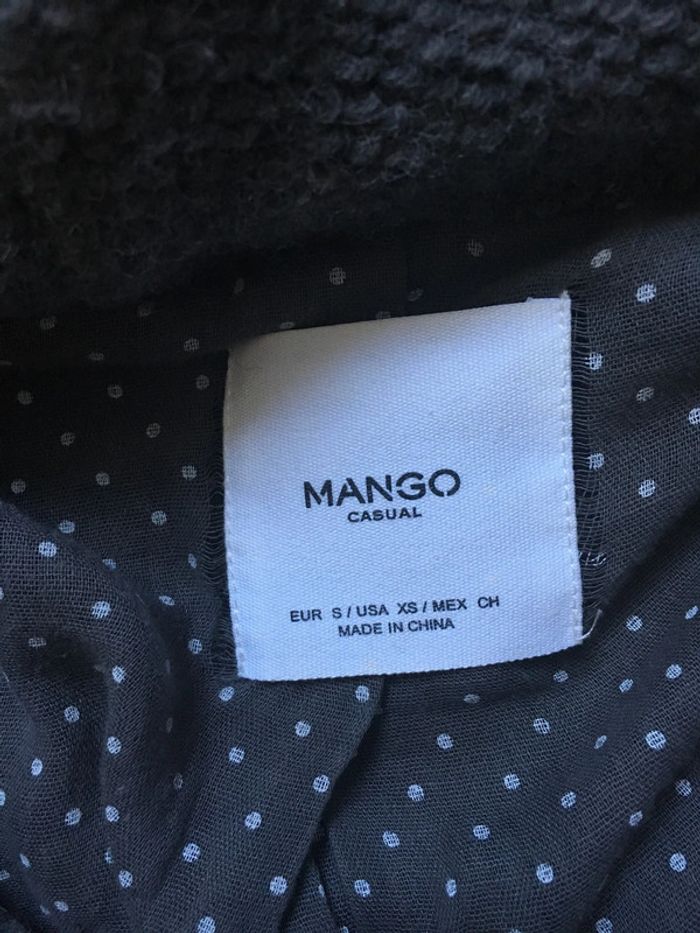 MANGO
CASUAL
EUR S / USA XS / MEX CH
MADE IN CHINA